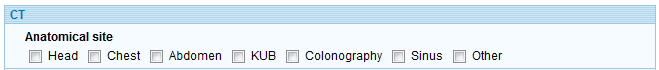 CT
Anatomical site
Head Chest Abdomen KUB Colonography Sinus Other